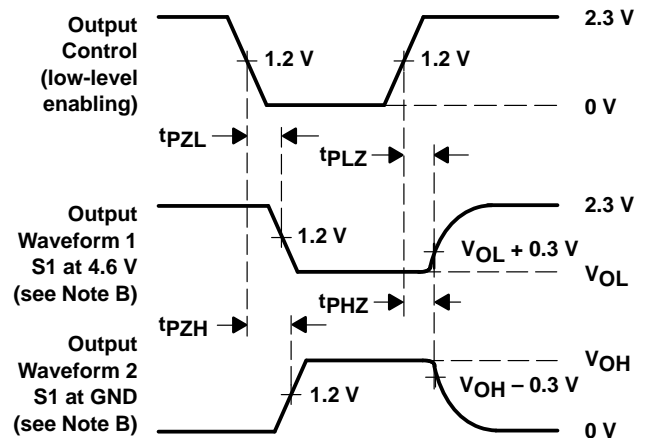 Output
Control
(low-level
enabling)
1.2 V
1.2 V
2.3 V
0 V
tPZL
tPLZ
Output
Waveform 1
S1 at 4.6 V
(see Note B)
1.2 V
2.3 V
VOL + 0.3 V
VOL
tPZH
tPHZ
Output
Waveform 2
S1 at GND
(see Note B)
1.2 V
VOH
VOH − 0.3 V
0 V